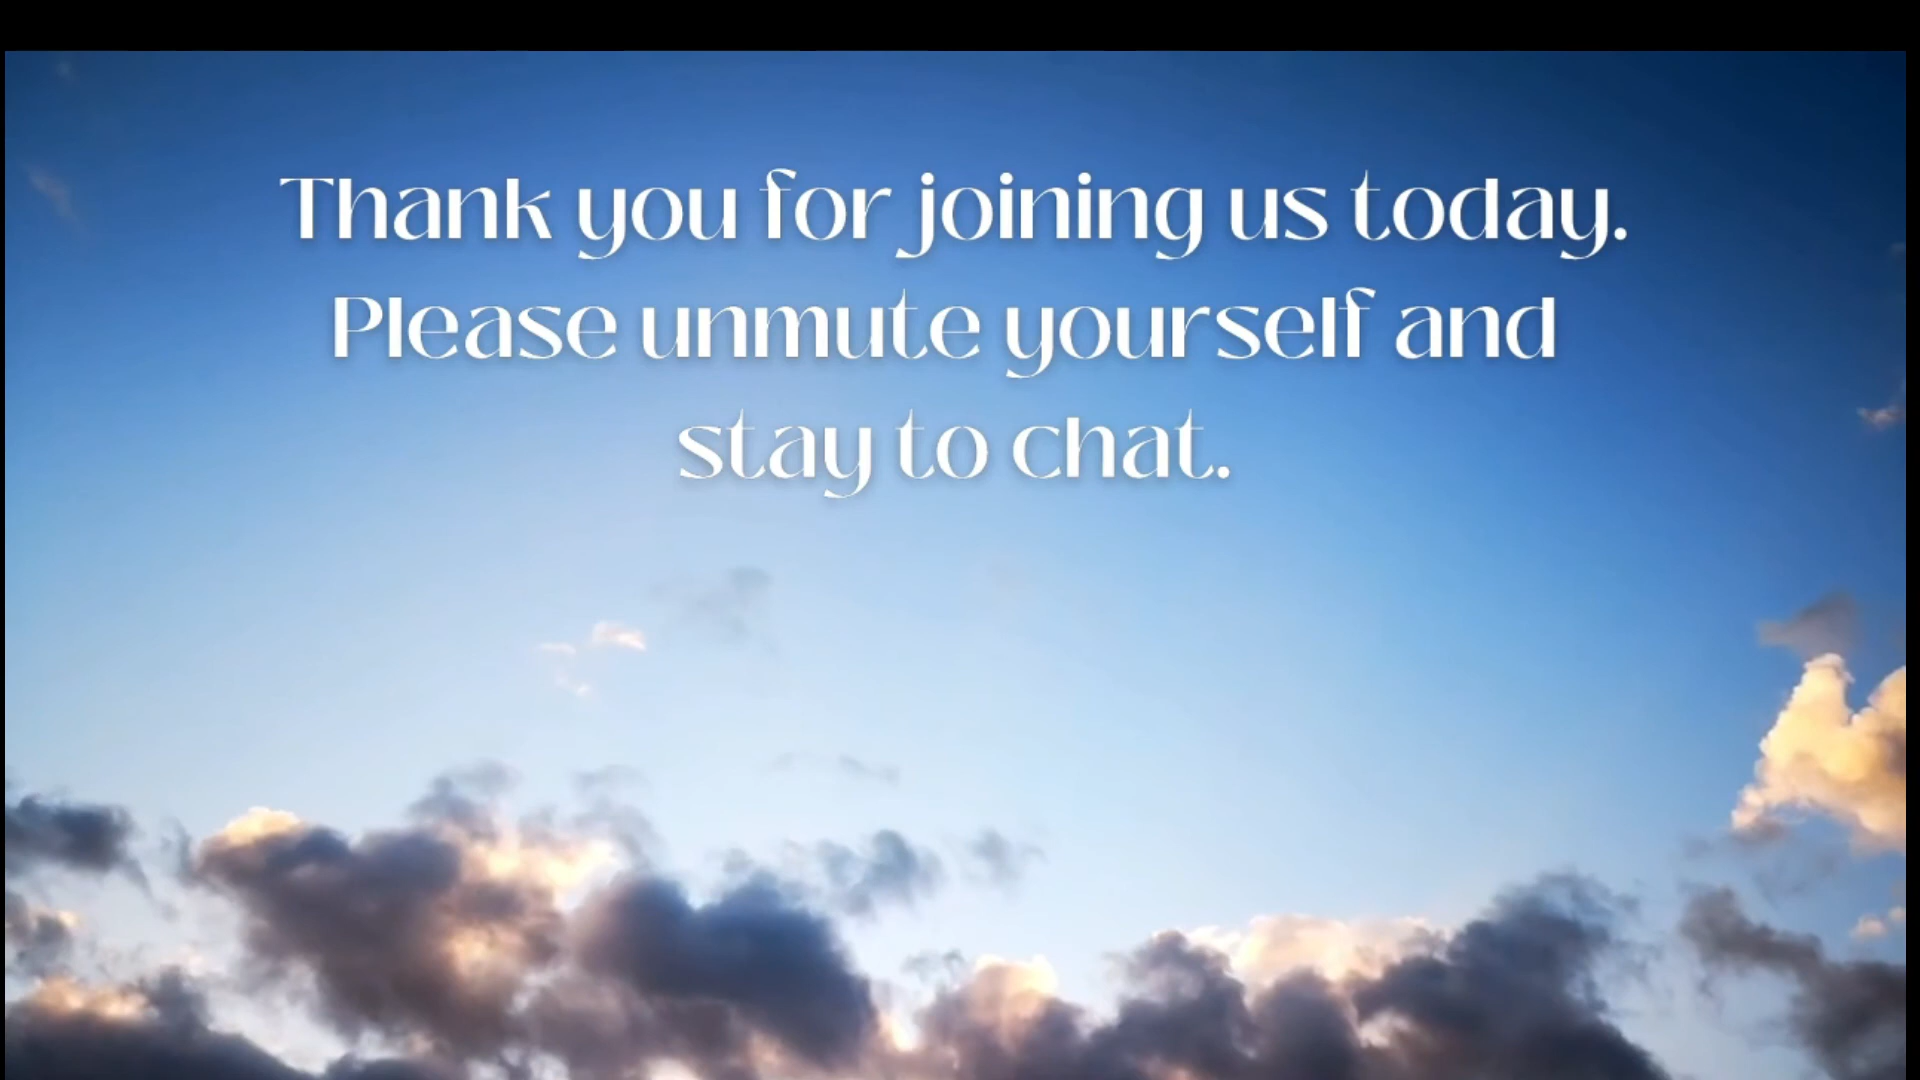 Thank you for joining us today.
Please unmute yourself and
stay to chat.